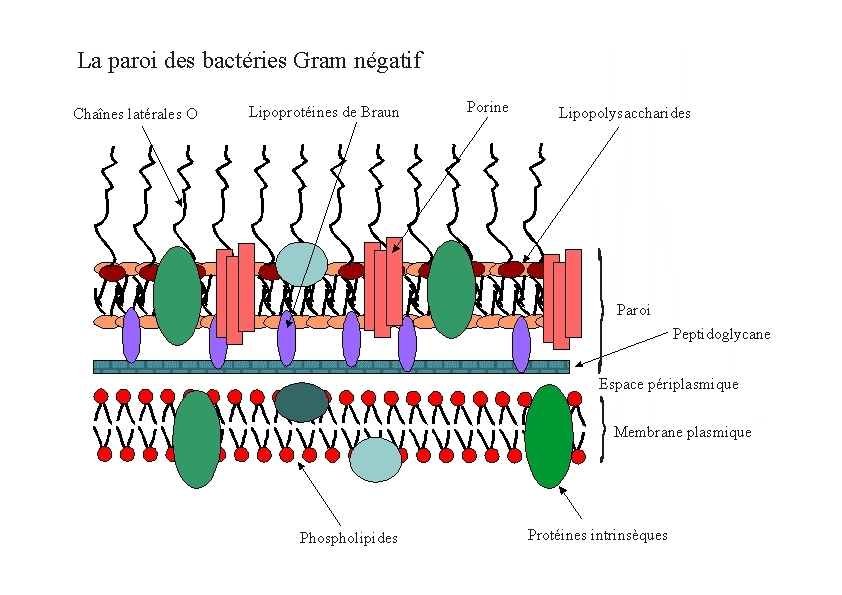 La paroi des bactéries Gram négatif
Chaînes latérales O
Lipoprotéines de Braun
Porine
Lipopolysaccharides
Paroi
Peptidoglycane
Espace périplasmique
Membrane plasmique
Phospholipides
Protéines intrinsèques